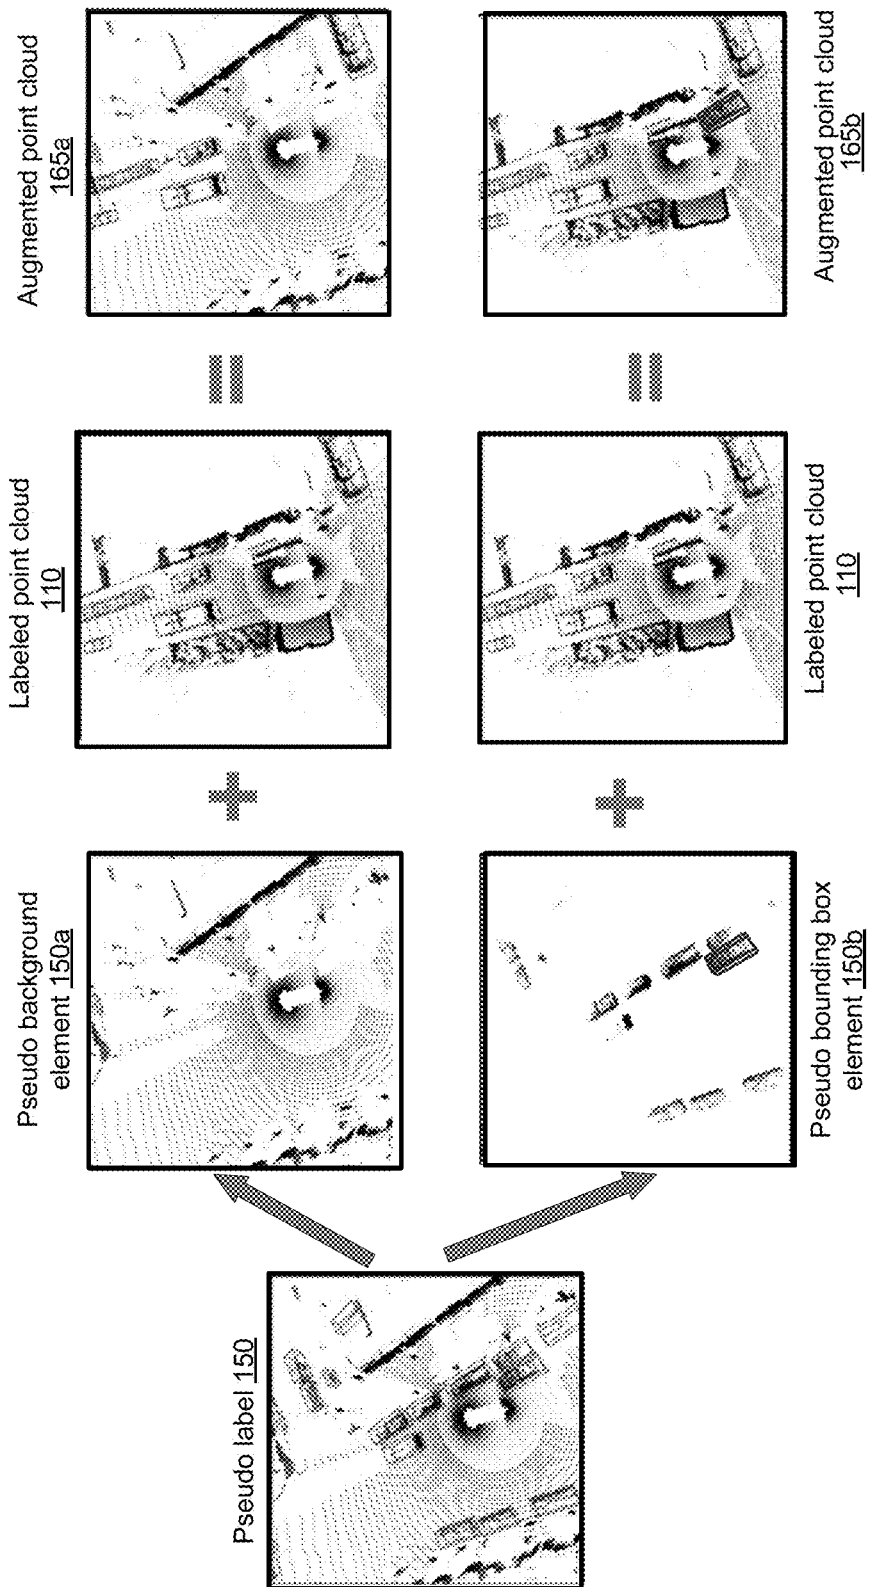 Pseudo label 150
Pseudo background
element 150a
Labeled point cloud
110
Augmented point cloud
165a
Pseudo bounding box
element 150b
Labeled point cloud
110
Augmented point cloud
165b